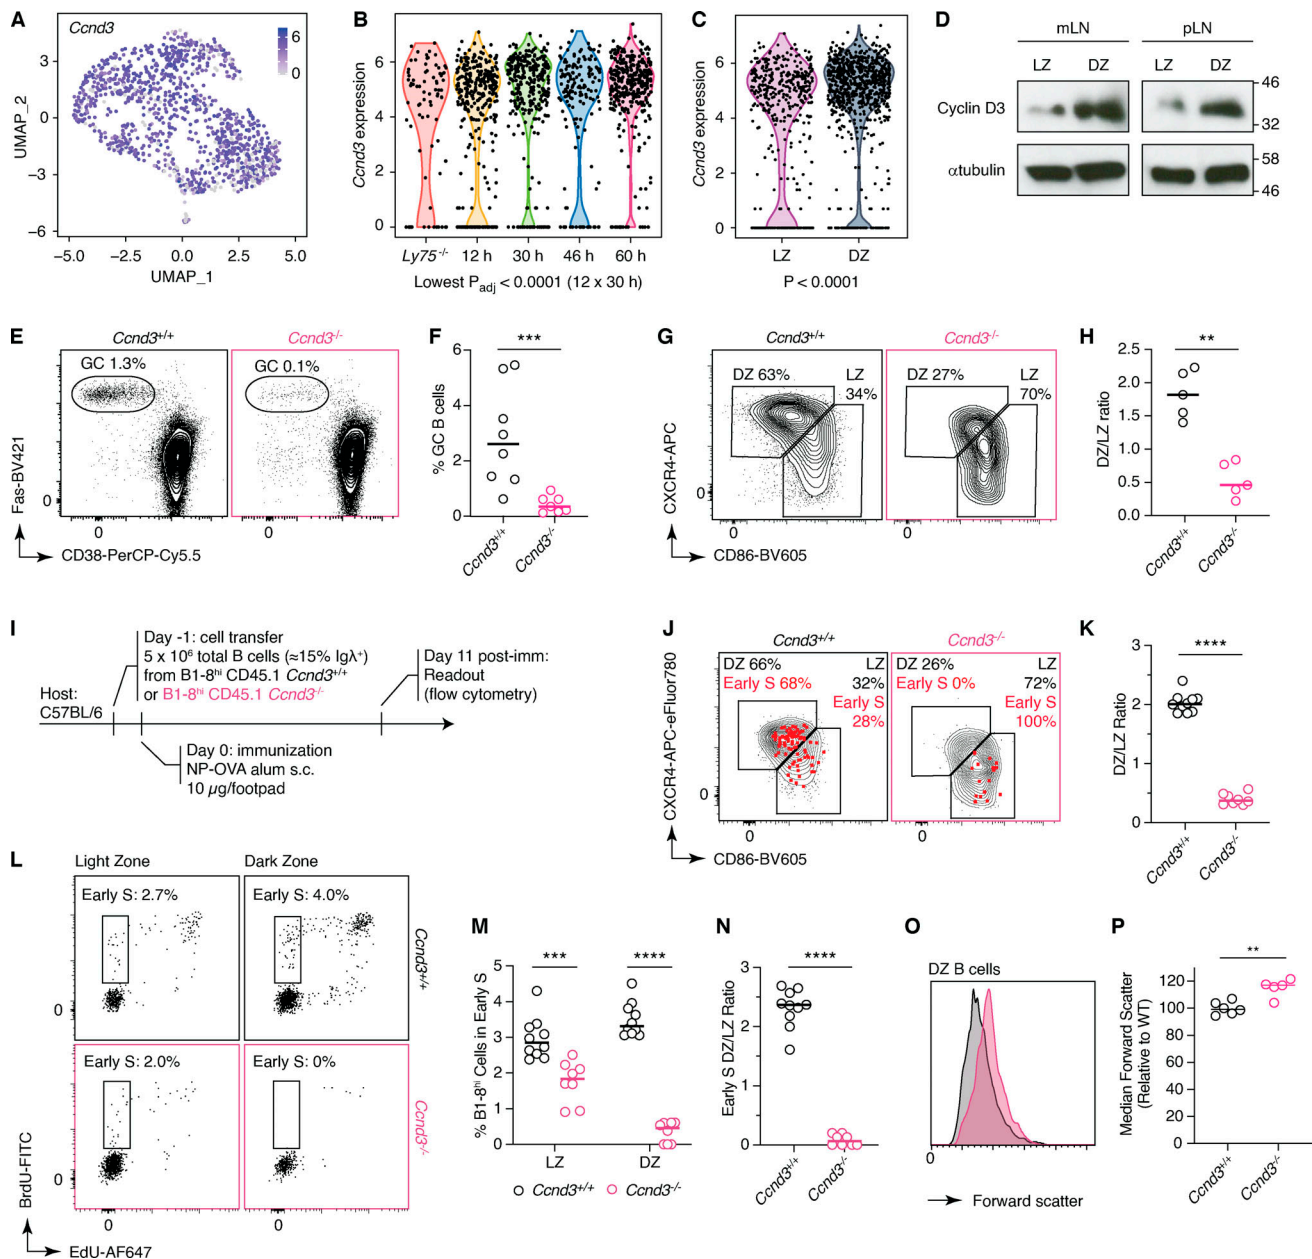 A
Ccnd3
6
0
UMAP_2
3
0
−3
−6
−5.0 −2.5 0.0 2.5 5.0
UMAP_1
B
Ccnd3 expression
6
4
2
0
Ly75-/- 12 h 30 h 46 h 60 h
Lowest Padj < 0.0001 (12 x 30 h)
C
Ccnd3 expression
6
4
2
0
LZ DZ
P < 0.0001
D
mLN pLN
LZ DZ LZ DZ
Cyclin D3
46
32
αtubulin
58
46
E
Ccnd3+/+ Ccnd3-/-
GC 1.3% GC 0.1%
Fas-BV421
0
0 0
CD38-PerCP-Cy5.5
F
***
% GC B cells
6
4
2
0
Ccnd3+/+ Ccnd3-/-
G
Ccnd3+/+ Ccnd3-/-
DZ 63% LZ
34%
DZ 27% LZ
70%
CXCR4-APC
0
0 0
CD86-BV605
H
**
DZ/LZ ratio
2.5
2.0
1.5
1.0
0.5
0.0
Ccnd3+/+ Ccnd3-/-
I
Host:
C57BL/6
Day -1: cell transfer
5 x 10⁶ total B cells (≈15% Igλ+)
from B1-8hi CD45.1 Ccnd3+/+
or B1-8hi CD45.1 Ccnd3-/-
Day 0: immunization
NP-OVA alum s.c.
10 µg/footpad
Day 11 post-imm:
Readout
(flow cytometry)
J
Ccnd3+/+ Ccnd3-/-
DZ 66% LZ
Early S 68% 32%
Early S
28%
DZ 26% LZ
Early S 0% 72%
Early S
100%
CXCR4-APC-eFluor780
0
0 0
CD86-BV605
K
****
DZ/LZ Ratio
3
2
1
0
Ccnd3+/+ Ccnd3-/-
L
Light Zone Dark Zone
Early S: 2.7% Early S: 4.0%
Ccnd3+/+
0
Early S: 2.0% Early S: 0%
Ccnd3-/-
0
BrdU-FITC
0 0
EdU-AF647
M
*** ****
% B1-8hi Cells in Early S
5
4
3
2
1
0
LZ DZ
Ccnd3+/+ Ccnd3-/-
N
****
Early S DZ/LZ Ratio
3
2
1
0
Ccnd3+/+ Ccnd3-/-
O
DZ B cells
0
Forward scatter
P
**
Median Forward Scatter
(Relative to WT)
120
100
80
60
40
20
0
Ccnd3+/+ Ccnd3-/-